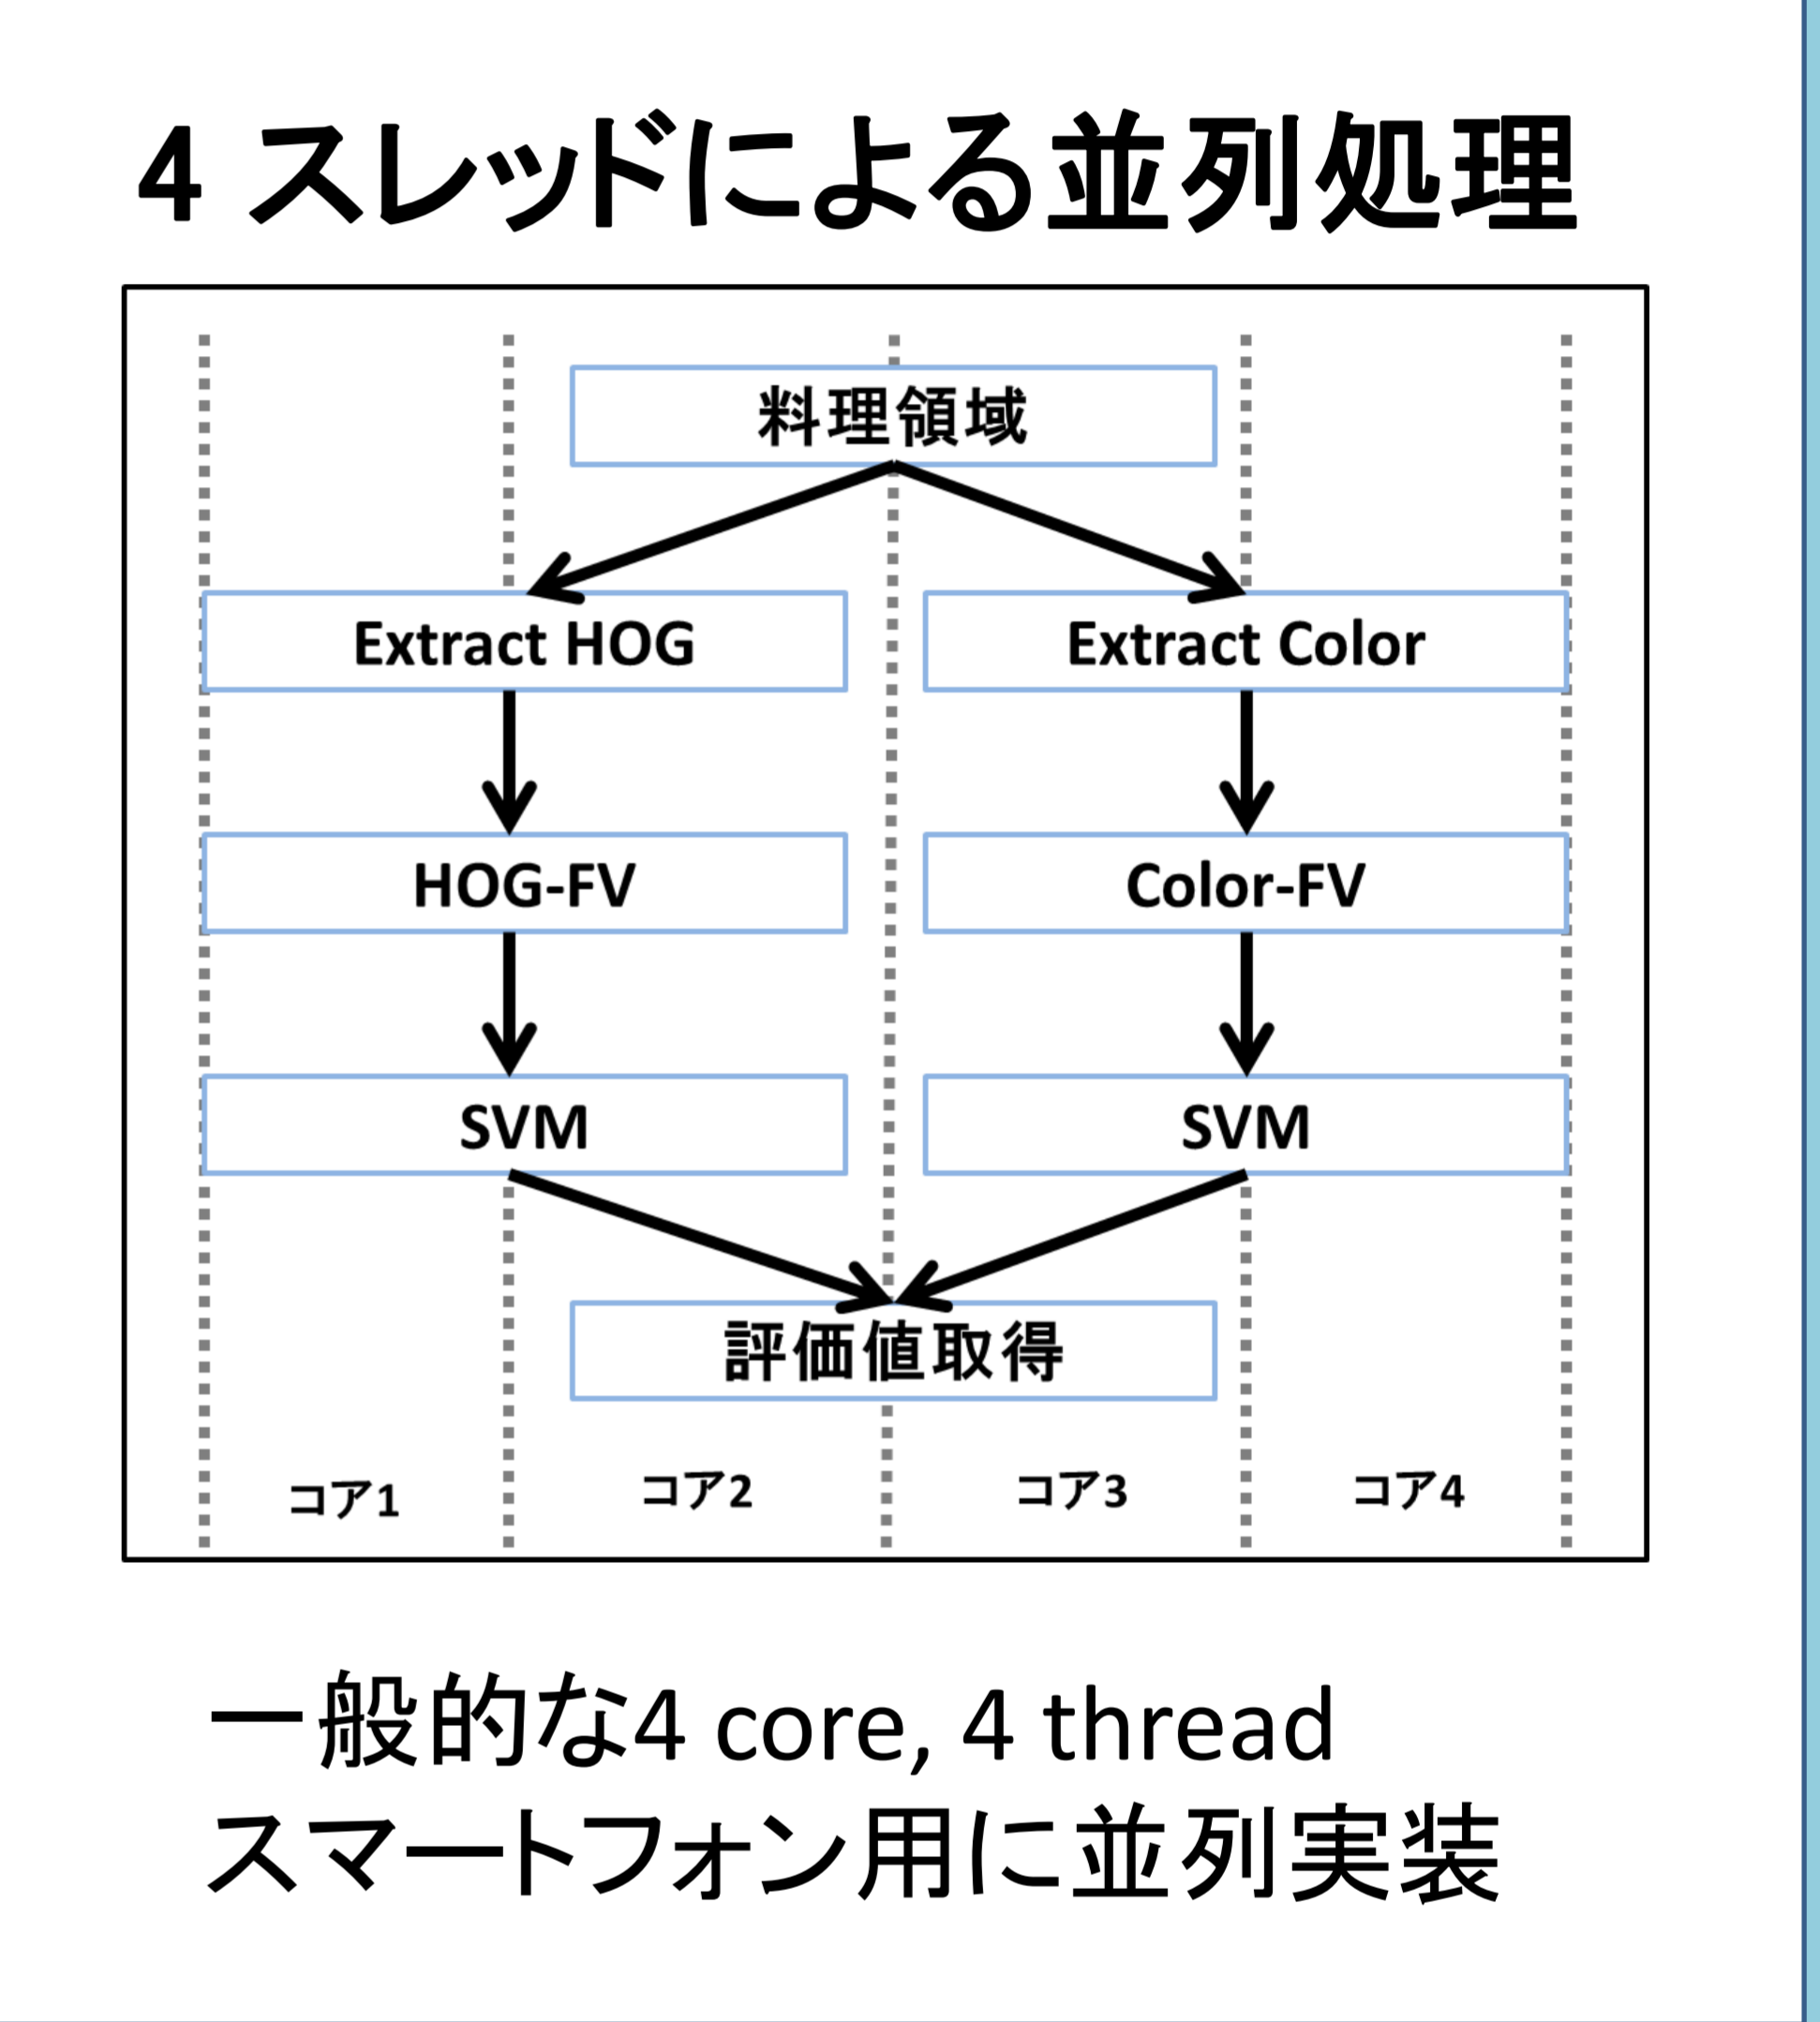 4 スレッドによる並列処理
料理領域
Extract HOG
Extract Color
HOG-FV
Color-FV
SVM
SVM
評価値取得
コア1
コア2
コア3
コア4
一般的な4 core, 4 thread
スマートフォン用に並列実装